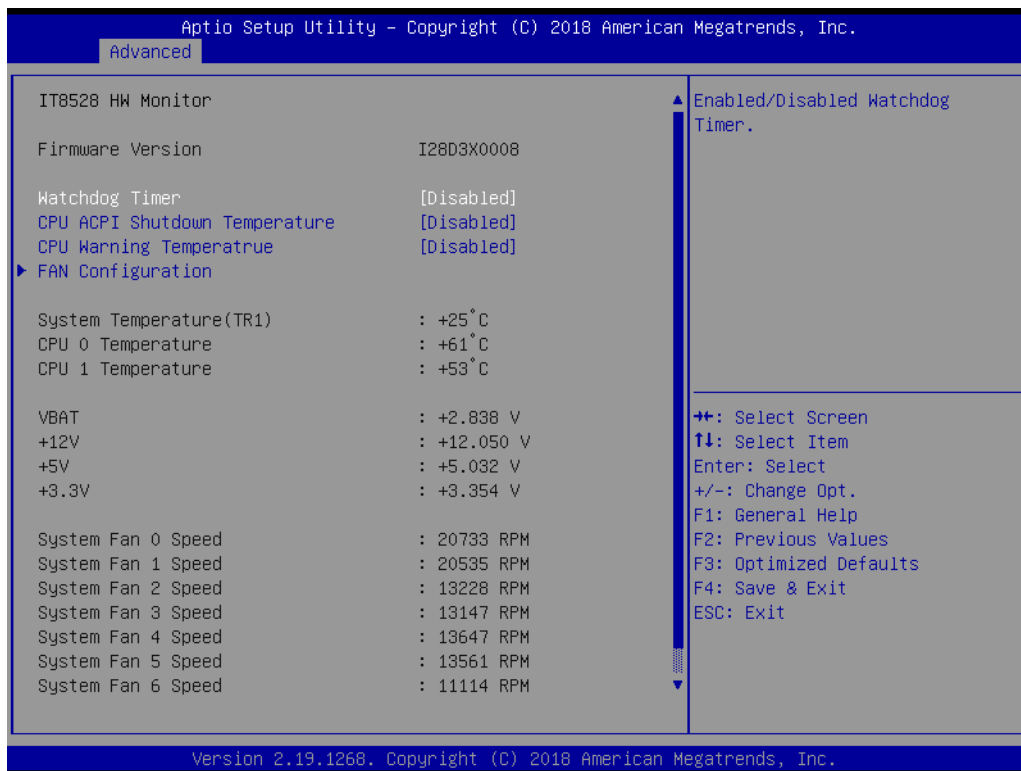 Aptio Setup Utility – Copyright (C) 2018 American Megatrends, Inc.
Advanced
IT8528 HW Monitor
Firmware Version I28D3X0008
Watchdog Timer [Disabled]
CPU ACPI Shutdown Temperature [Disabled]
CPU Warning Temperatrue [Disabled]
FAN Configuration
System Temperature(TR1) : +25°C
CPU 0 Temperature : +61°C
CPU 1 Temperature : +53°C
VBAT : +2.838 V
+12V : +12.050 V
+5V : +5.032 V
+3.3V : +3.354 V
System Fan 0 Speed : 20733 RPM
System Fan 1 Speed : 20535 RPM
System Fan 2 Speed : 13228 RPM
System Fan 3 Speed : 13147 RPM
System Fan 4 Speed : 13647 RPM
System Fan 5 Speed : 13561 RPM
System Fan 6 Speed : 11114 RPM
Enabled/Disabled Watchdog
Timer.
→←: Select Screen
↑↓: Select Item
Enter: Select
+/-: Change Opt.
F1: General Help
F2: Previous Values
F3: Optimized Defaults
F4: Save & Exit
ESC: Exit
Version 2.19.1268. Copyright (C) 2018 American Megatrends, Inc.